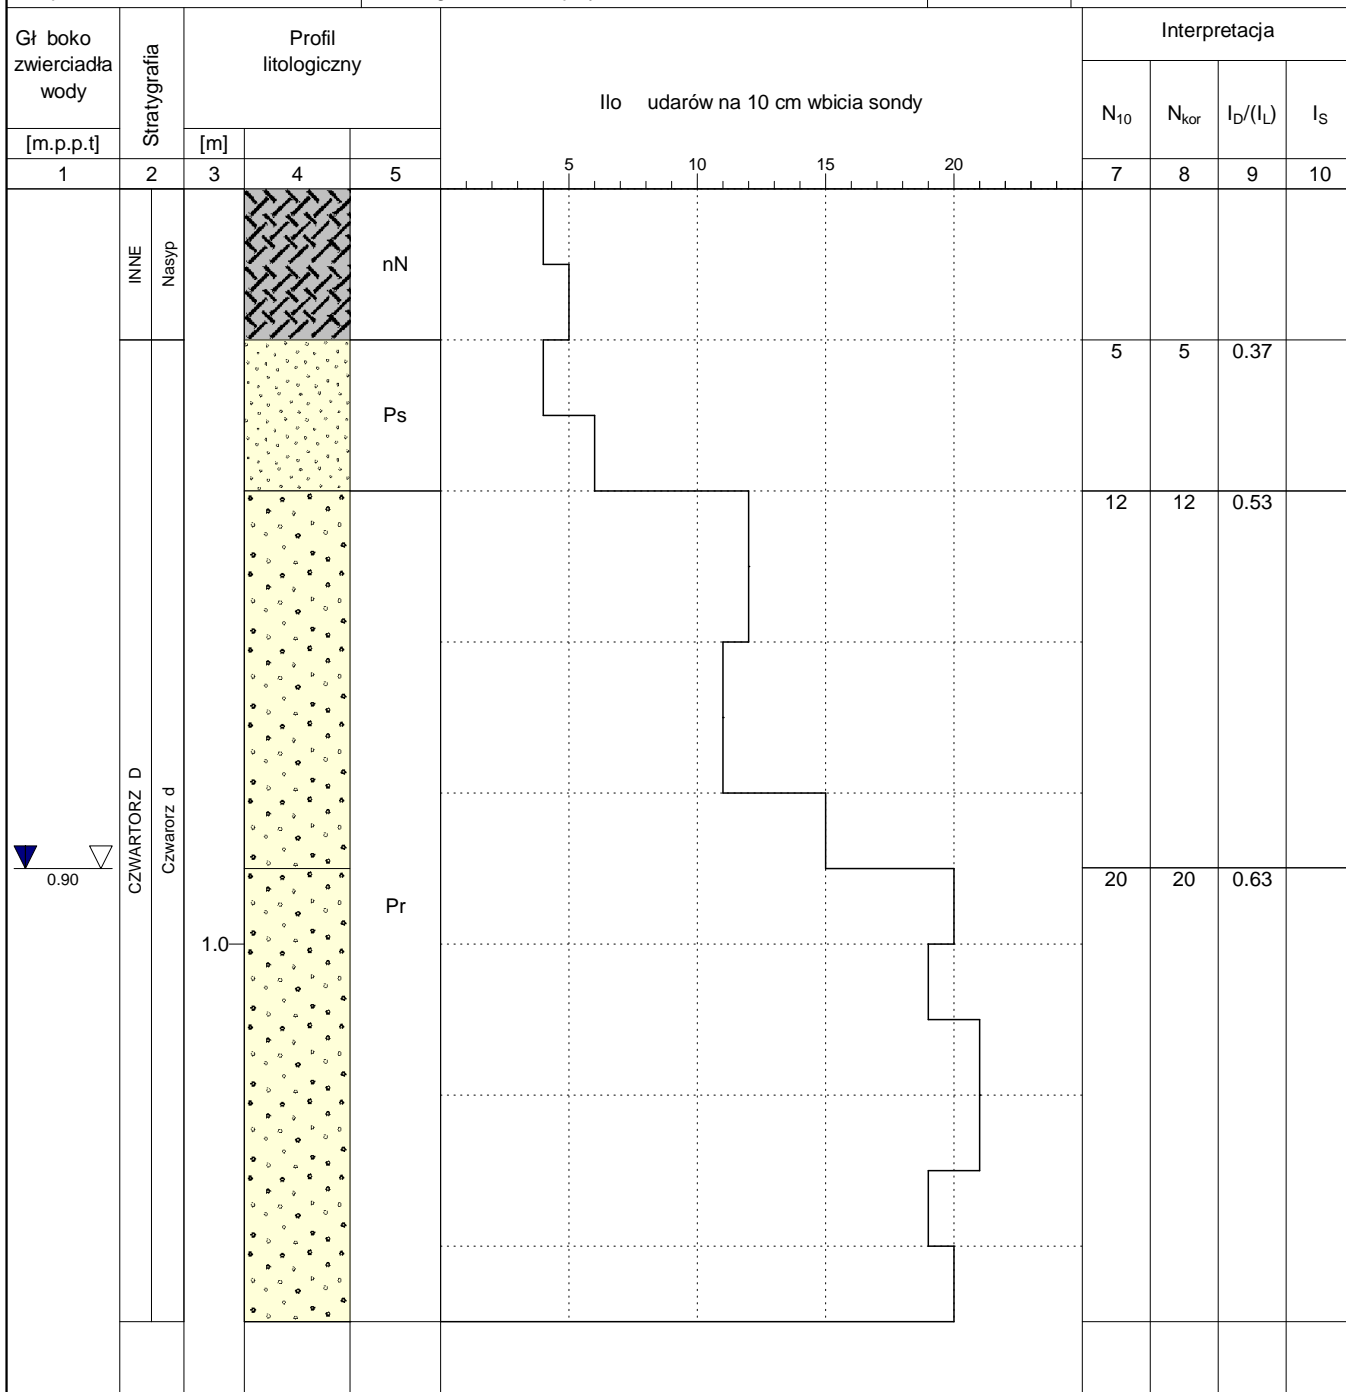 Gł boko
zwierciadła
wody
[m.p.p.t]
1
Stratygrafia
2
Profil
litologiczny
[m]
3
4
5
Ilo udarów na 10 cm wbicia sondy
5 10 15 20
Interpretacja
N10 Nkor ID/(IL) IS
7 8 9 10
INNE
Nasyp
nN
5 5 0.37
Ps
12 12 0.53
CZWARTORZ D
Czwarorz d
0.90
20 20 0.63
Pr
1.0